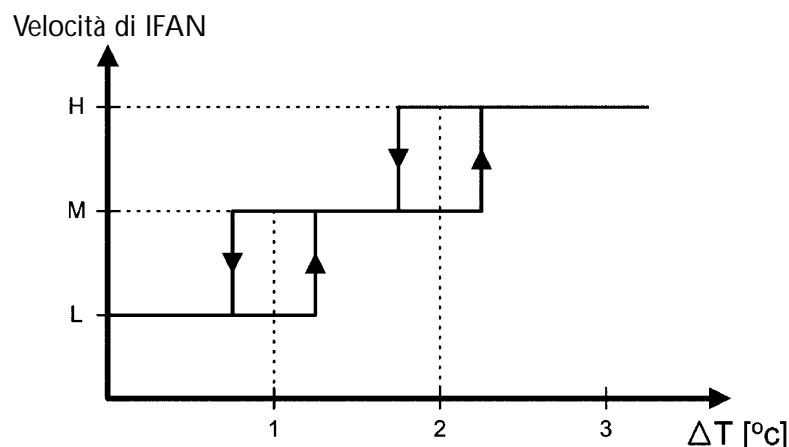 Velocità di IFAN
H
M
L
1 2 3
ΔT [ºc]